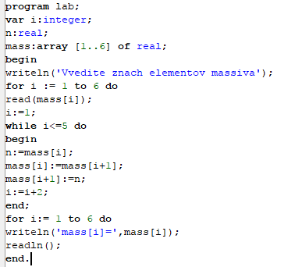 program lab;
var i:integer;
n:real;
mass:array [1..6] of real;
begin
writeln('Vvedite znach elementov massiva');
for i := 1 to 6 do
read(mass[i]);
i:=1;
while i<=5 do
begin
n:=mass[i];
mass[i]:=mass[i+1];
mass[i+1]:=n;
i:=i+2;
end;
for i:= 1 to 6 do
writeln('mass[i]=',mass[i]);
readln();
end.